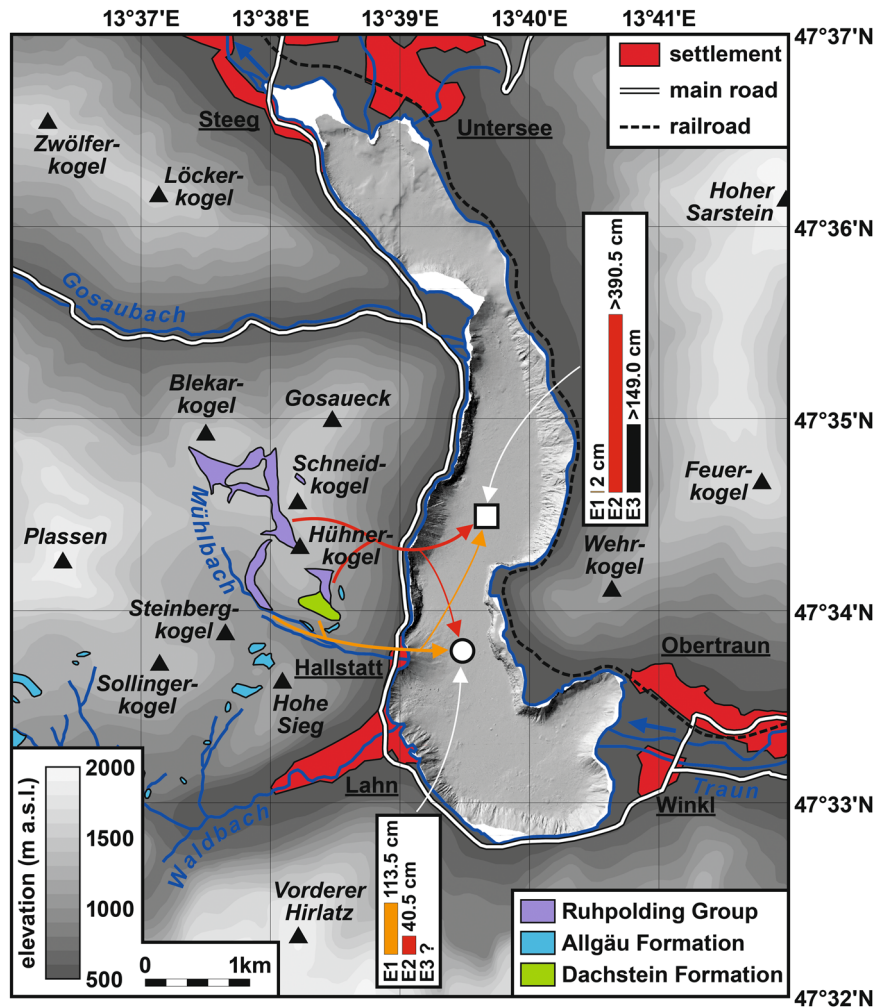 13°37'E
13°38'E
13°39'E
13°40'E
13°41'E
47°37'N
settlement
main road
railroad
Steeg
Untersee
Zwölfer-
kogel
Löcker-
kogel
Hoher
Sarstein
47°36'N
Gosaubach
E1 2 cm
E2 >390.5 cm
E3 >149.0 cm
Blekar-
kogel
Gosaueck
47°35'N
Schneid-
kogel
Feuer-
kogel
Mühlbach
Plassen
Hühner-
kogel
Wehr-
kogel
47°34'N
Steinberg-
kogel
Obertraun
Hallstatt
Sollinger-
kogel
Hohe
Sieg
Lahn
Winkl
Traun
47°33'N
Waldbach
elevation (m a.s.l.)
2000
1500
1000
500
E1 113.5 cm
E2 40.5 cm
E3 ?
Vorderer
Hirlatz
0 1km
Ruhpolding Group
Allgäu Formation
Dachstein Formation
47°32'N